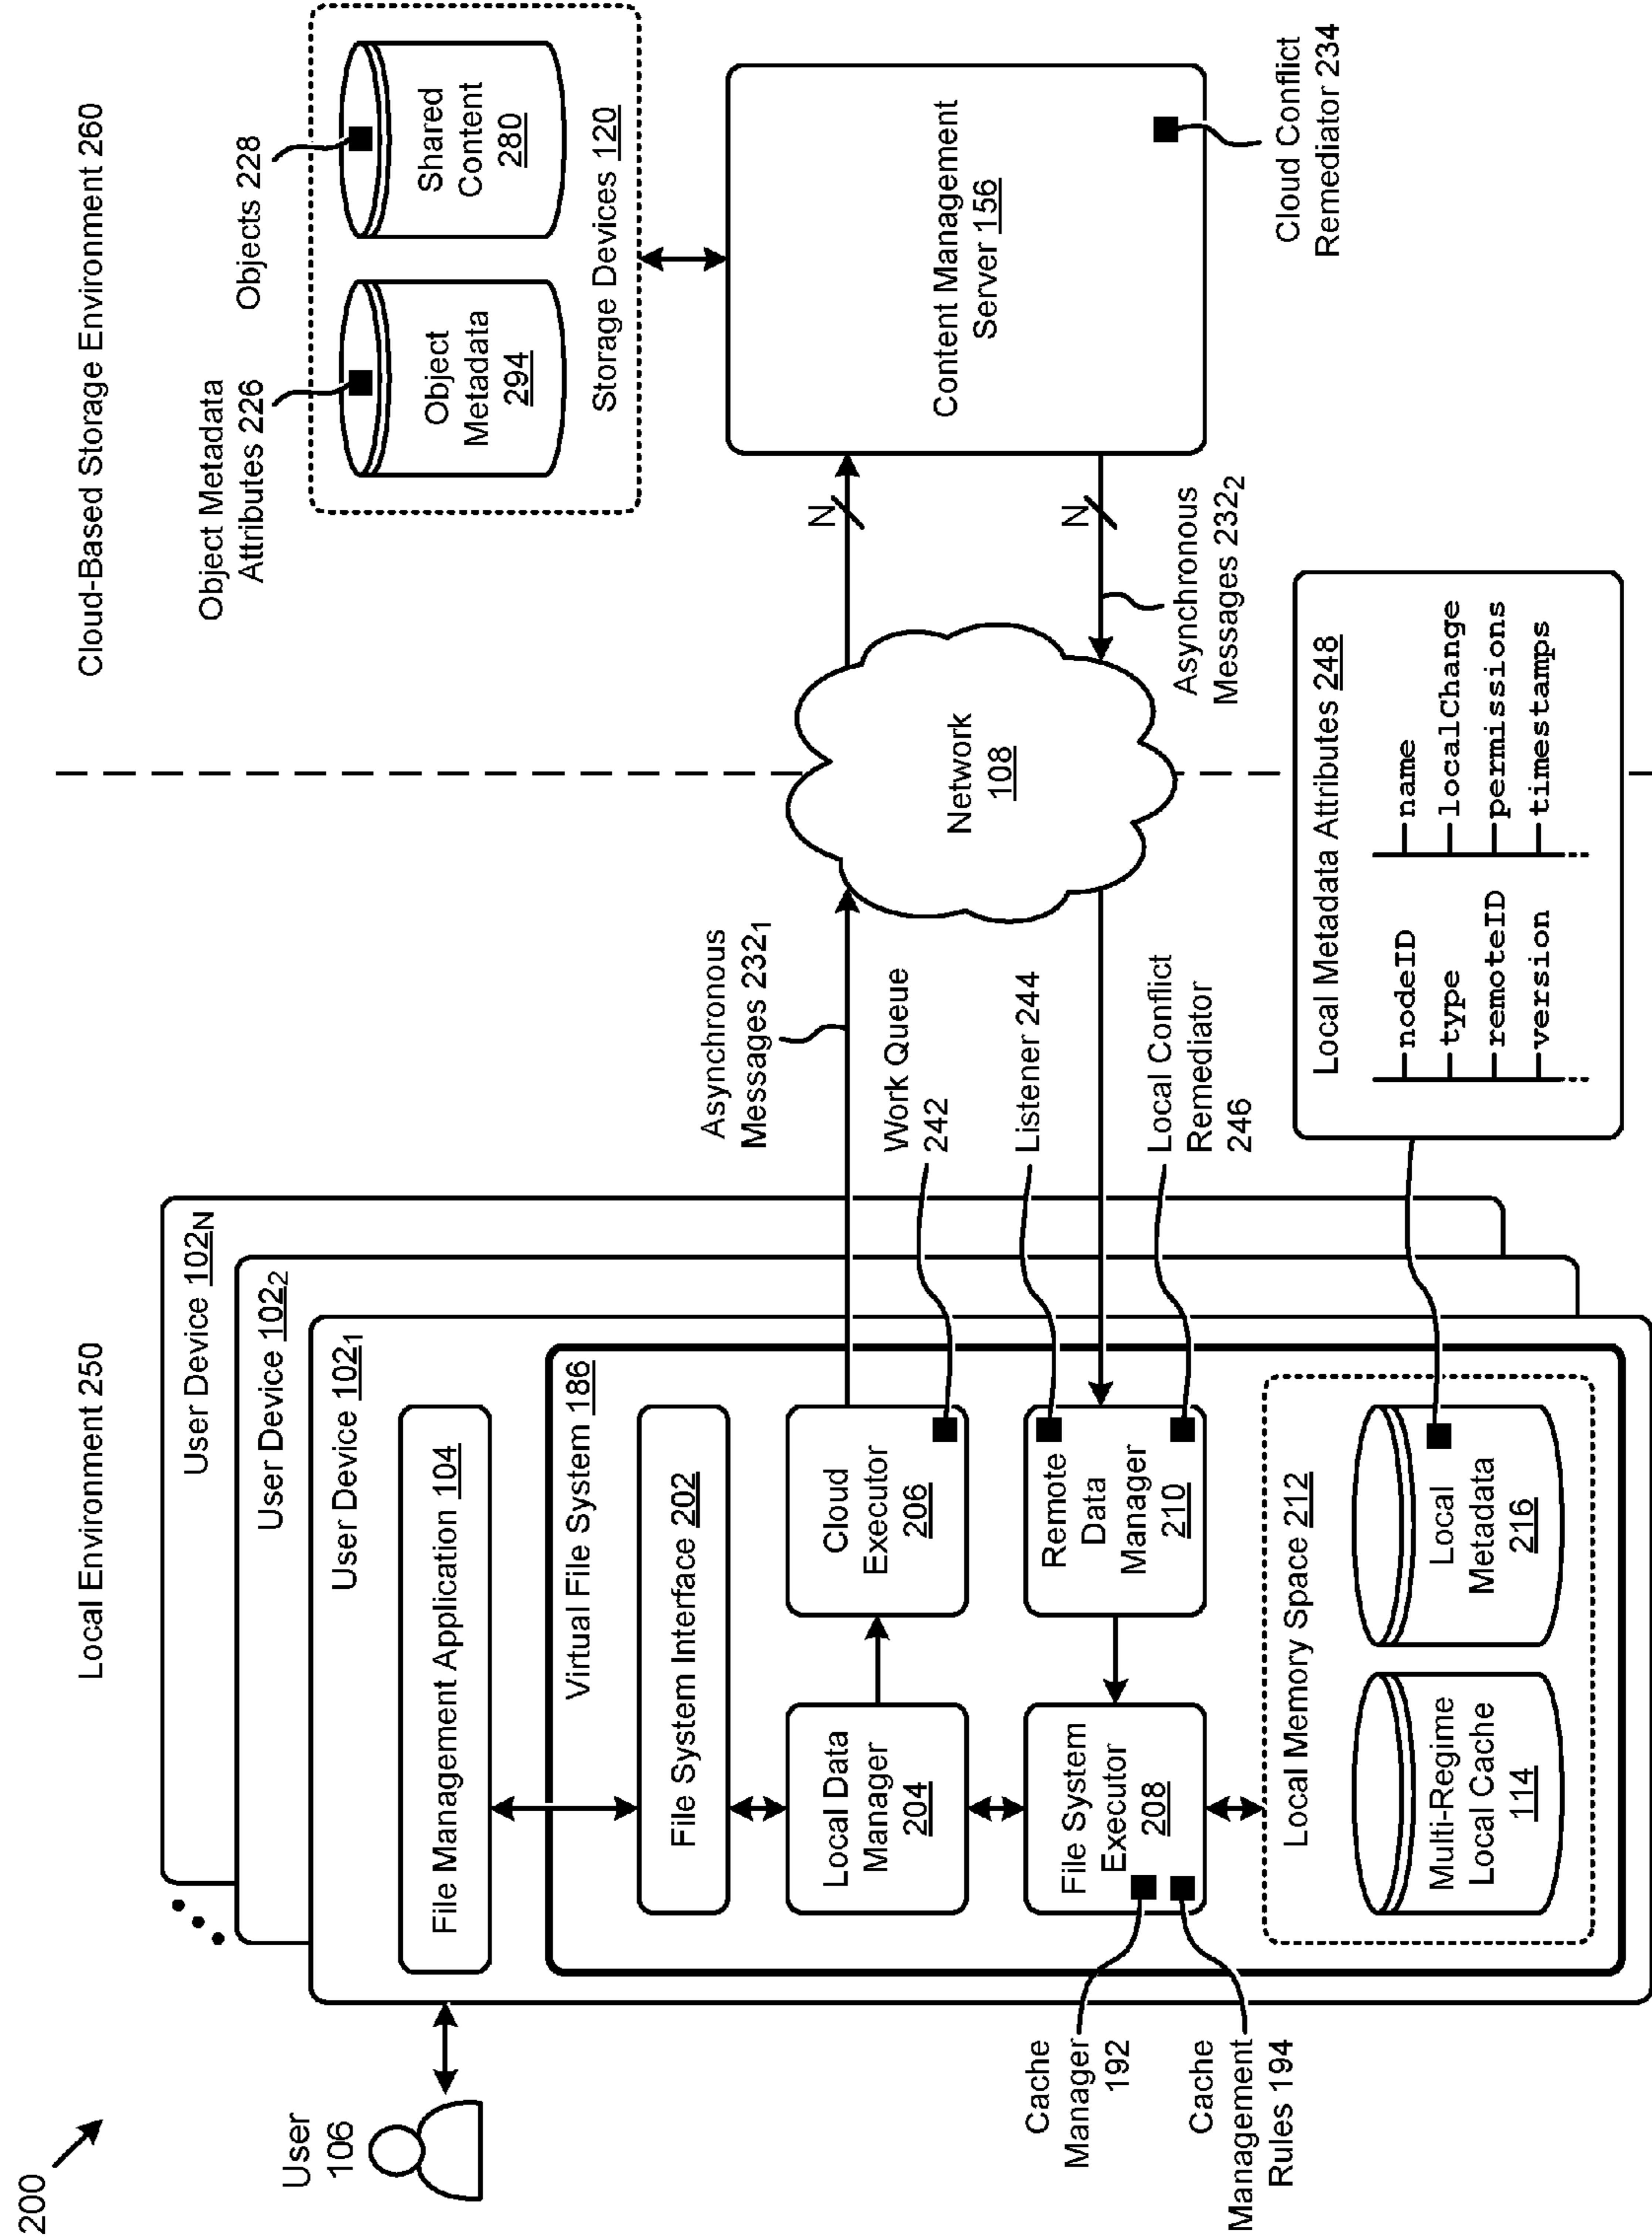 200
Local Environment 250
Cloud-Based Storage Environment 260
User
106
User Device 102N
User Device 1022
User Device 1021
File Management Application 104
Virtual File System 186
File System Interface 202
Local Data
Manager
204
Cloud
Executor
206
File System
Executor
208
Remote
Data
Manager
210
Cache
Manager
192
Cache
Management
Rules 194
Local Memory Space 212
Multi-Regime
Local Cache
114
Local
Metadata
216
Asynchronous
Messages 2321
Work Queue
242
Listener 244
Local Conflict
Remediator
246
Network
108
N
N
Asynchronous
Messages 2322
Local Metadata Attributes 248
nodeID
type
remoteID
version
name
localChange
permissions
timestamps
Object Metadata
Attributes 226
Objects 228
Object
Metadata
294
Shared
Content
280
Storage Devices 120
Content Management
Server 156
Cloud Conflict
Remediator 234